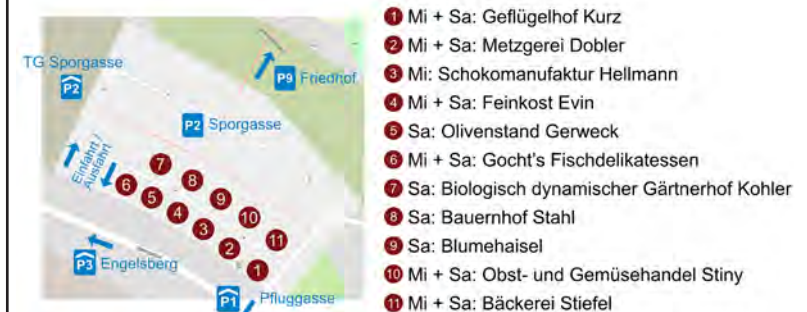 TG Sporgasse
P2
P9 Friedhof
P2 Sporgasse
Einfahrt /
Ausfahrt
7
8
6
9
5
10
4
3
11
2
1
P3 Engelsberg
P1 Pfluggasse
1 Mi + Sa: Geflügelhof Kurz
2 Mi + Sa: Metzgerei Dobler
3 Mi: Schokomanufaktur Hellmann
4 Mi + Sa: Feinkost Evin
5 Sa: Olivenstand Gerweck
6 Mi + Sa: Gocht's Fischdelikatessen
7 Sa: Biologisch dynamischer Gärtnerhof Kohler
8 Sa: Bauernhof Stahl
9 Sa: Blumehaisel
10 Mi + Sa: Obst- und Gemüsehandel Stiny
11 Mi + Sa: Bäckerei Stiefel